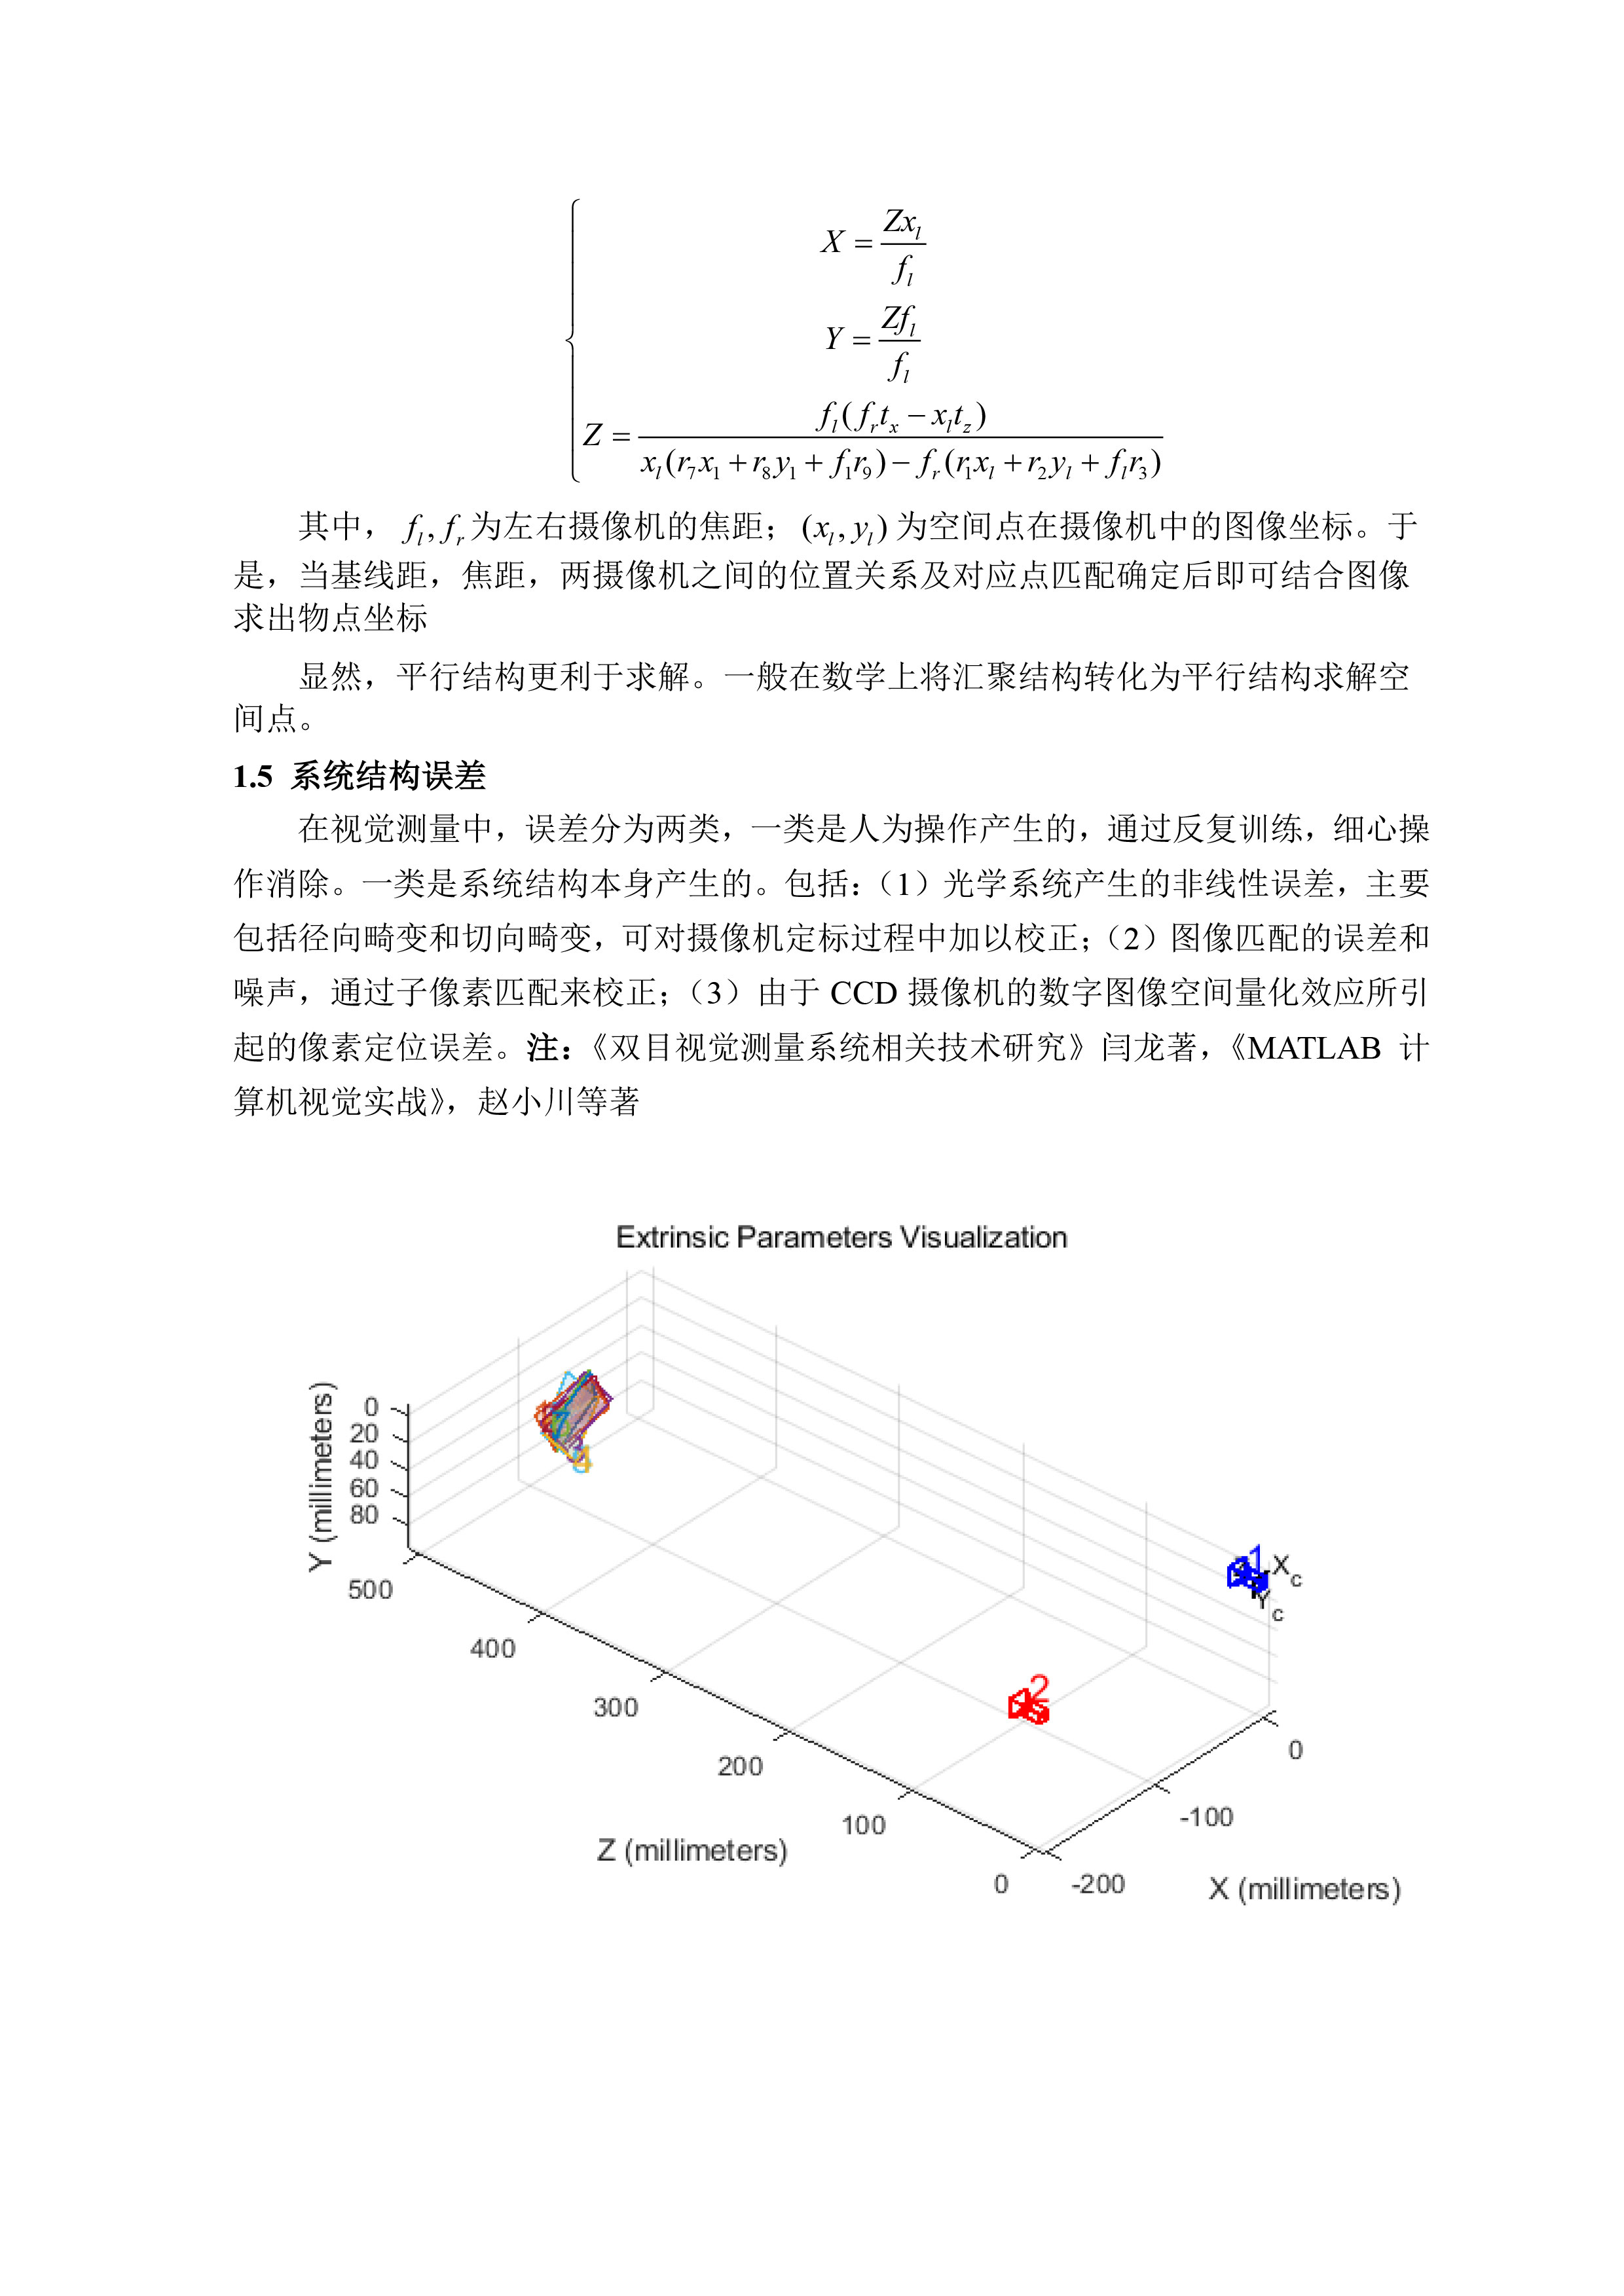 X = Zx_l / f_l
Y = Zf_l / f_l
Z = f_l(f_r t_x − x_l t_z) / x_l(r_7 x_1 + r_8 y_1 + f_1 r_9) − f_r(r_1 x_l + r_2 y_l + f_l r_3)
其中， f_l, f_r 为左右摄像机的焦距； (x_l, y_l) 为空间点在摄像机中的图像坐标。于
是，当基线距，焦距，两摄像机之间的位置关系及对应点匹配确定后即可结合图像
求出物点坐标
显然，平行结构更利于求解。一般在数学上将汇聚结构转化为平行结构求解空
间点。
1.5 系统结构误差
在视觉测量中，误差分为两类，一类是人为操作产生的，通过反复训练，细心操
作消除。一类是系统结构本身产生的。包括：（1）光学系统产生的非线性误差，主要
包括径向畸变和切向畸变，可对摄像机定标过程中加以校正；（2）图像匹配的误差和
噪声，通过子像素匹配来校正；（3）由于 CCD 摄像机的数字图像空间量化效应所引
起的像素定位误差。注：《双目视觉测量系统相关技术研究》闫龙著，《MATLAB 计
算机视觉实战》，赵小川等著
Extrinsic Parameters Visualization
Y (millimeters)
0
20
40
60
80
500
400
300
200
100
0
Z (millimeters)
-200
-100
0
X (millimeters)
7
4
1
X_c
Y_c
2